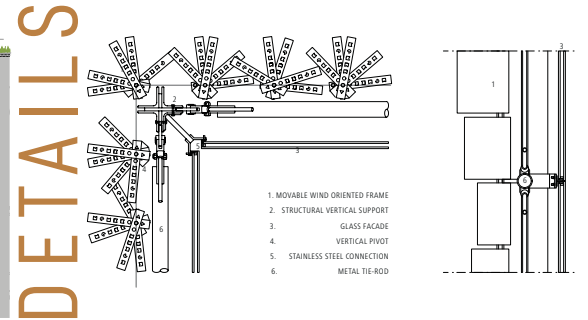 DETAILS
3
2
1
5
3
4
6
6
1. MOVABLE WIND ORIENTED FRAME
2. STRUCTURAL VERTICAL SUPPORT
3. GLASS FACADE
4. VERTICAL PIVOT
5. STAINLESS STEEL CONNECTION
6. METAL TIE-ROD